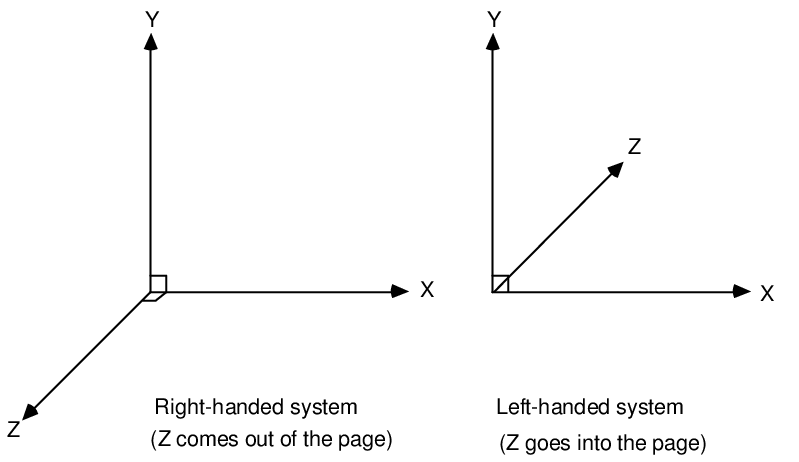 Y
X
Z
Right-handed system
(Z comes out of the page)
Y
Z
X
Left-handed system
(Z goes into the page)